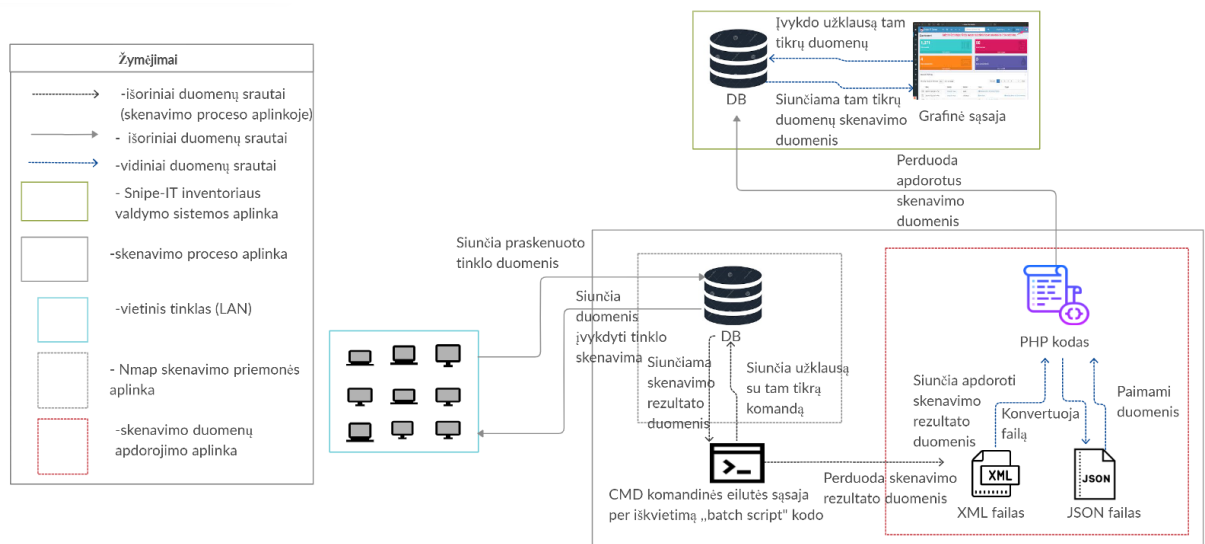 Žymėjimai
-išoriniai duomenų srautai
(skenavimo proceso aplinkoje)
- išoriniai duomenų srautai
-vidiniai duomenų srautai
- Snipe-IT inventoriaus
valdymo sistemos aplinka
-skenavimo proceso aplinka
-vietinis tinklas (LAN)
- Nmap skenavimo priemonės
aplinka
-skenavimo duomenų
apdorojimo aplinka
Įvykdo užklausą tam
tikrų duomenų
DB
Siunčiama tam tikrų
duomenų skenavimo
duomenis
Grafinė sąsaja
Perduoda
apdorotus
skenavimo
duomenis
Siunčia praskenuoto
tinklo duomenis
Siunčia
duomenis
įvykdyti tinklo
skenavima
DB
Siunčiama
skenavimo
rezultato
duomenis
Siunčia užklausą
su tam tikrą
komandą
CMD komandinės eilutės sąsaja
per iškvietimą ,,batch script" kodo
Perduoda skenavimo
rezultato duomenis
PHP kodas
Siunčia apdoroti
skenavimo
rezultato
duomenis
Konvertuoja
failą
Paimami
duomenis
XML
XML failas
JSON
JSON failas